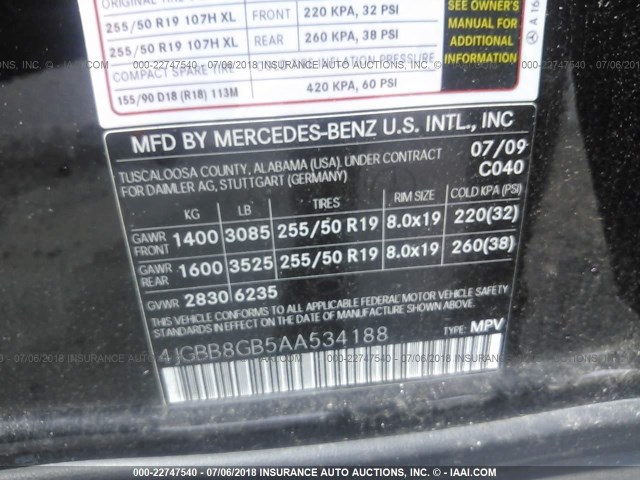 255/50 R19 107H XL FRONT 220 KPA, 32 PSI
255/50 R19 107H XL REAR 260 KPA, 38 PSI
COMPACT SPARE TIRE INFLATION PRESSURE
155/90 D18 (R18) 113M 420 KPA, 60 PSI
SEE OWNER'S
MANUAL FOR
ADDITIONAL
INFORMATION
A 16
MFD BY MERCEDES-BENZ U.S. INTL., INC
TUSCALOOSA COUNTY, ALABAMA (USA). UNDER CONTRACT 07/09
FOR DAIMLER AG, STUTTGART (GERMANY) C040
KG LB TIRES RIM SIZE COLD KPA (PSI)
GAWR FRONT 1400 3085 255/50 R19 8.0x19 220(32)
GAWR REAR 1600 3525 255/50 R19 8.0x19 260(38)
GVWR 2830 6235
THIS VEHICLE CONFORMS TO ALL APPLICABLE FEDERAL MOTOR VEHICLE SAFETY
IN EFFECT ON THE DATE OF MANUFACTURE SHOWN ABOVE.
4JGBB8GB5AA534188 TYPE: MPV
000-22747540 - 07/06/2018 INSURANCE AUTO AUCTIONS, INC. - © IAAI.COM